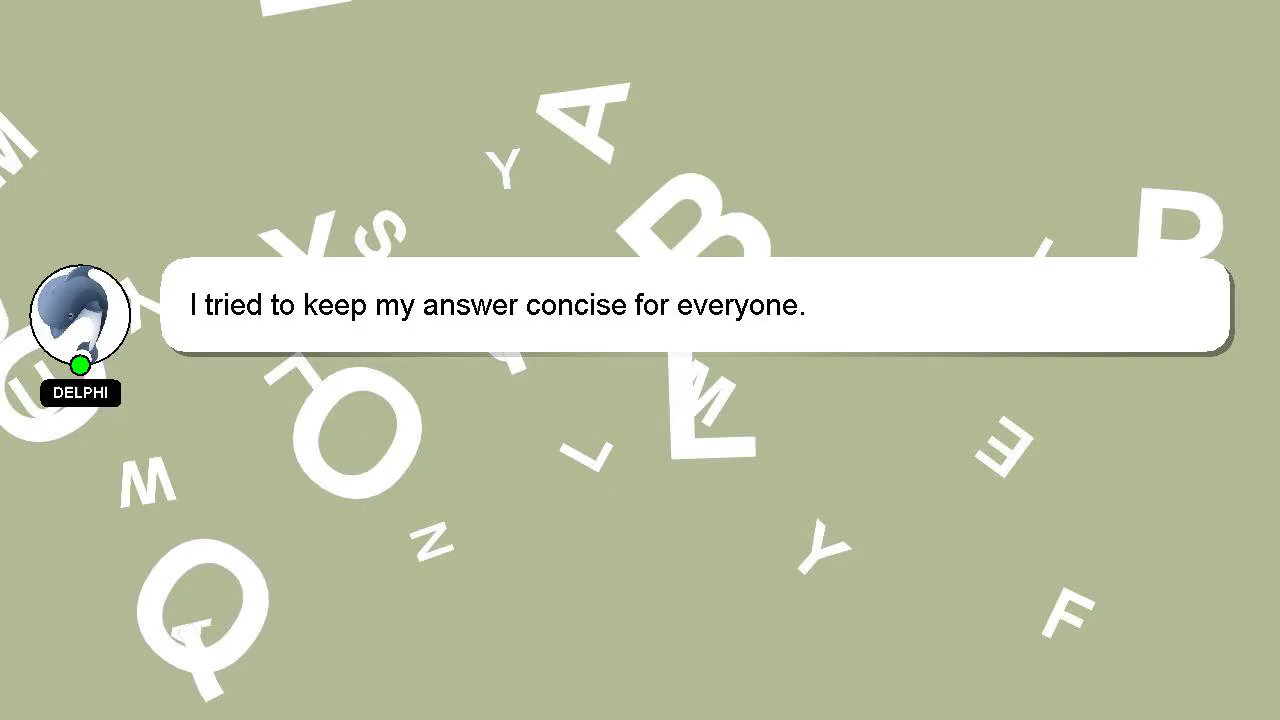 I tried to keep my answer concise for everyone.
DELPHI
A
Y
B
S
Y
M
P
L
O
L
M
L
E
U
W
Z
Y
Q
T
F